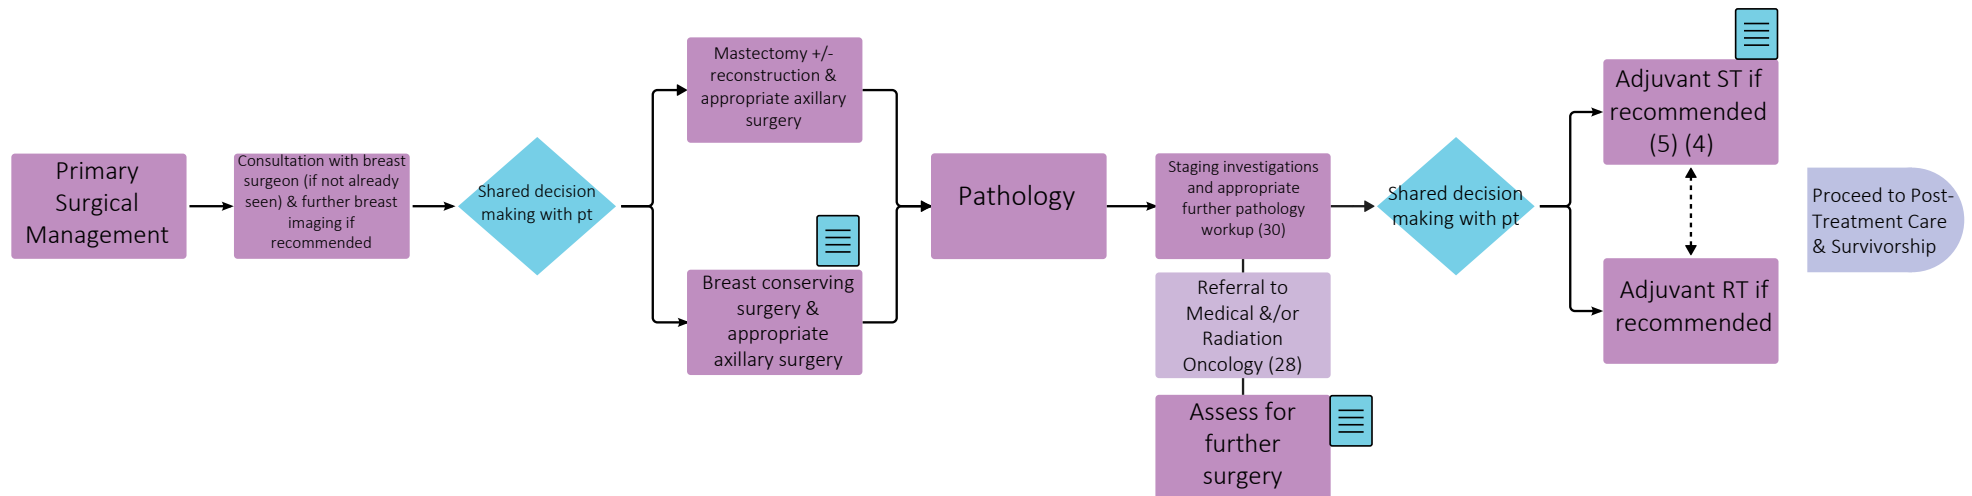 Primary
Surgical
Management
Consultation with breast
surgeon (if not already
seen) & further breast
imaging if
recommended
Shared decision
making with pt
Mastectomy +/-
reconstruction &
appropriate axillary
surgery
Breast conserving
surgery &
appropriate
axillary surgery
Pathology
Staging investigations
and appropriate
further pathology
workup (30)
Referral to
Medical &/or
Radiation
Oncology (28)
Assess for
further
surgery
Shared decision
making with pt
Adjuvant ST if
recommended
(5) (4)
Adjuvant RT if
recommended
Proceed to Post-
Treatment Care
& Survivorship